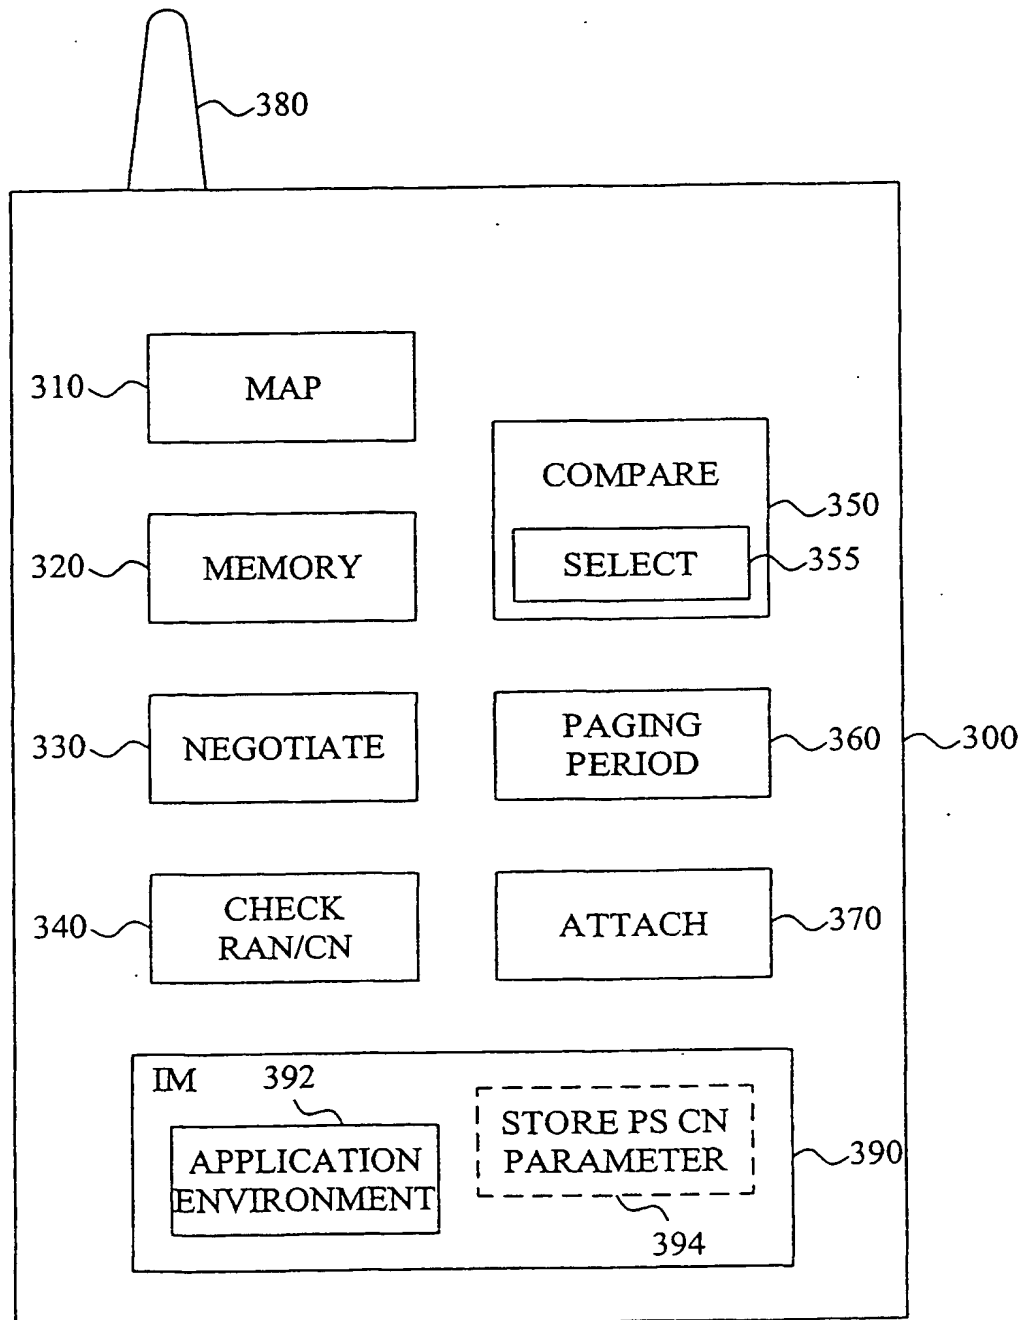 380
310
MAP
COMPARE
350
320
MEMORY
SELECT
355
330
NEGOTIATE
PAGING
PERIOD
360
300
340
CHECK
RAN/CN
ATTACH
370
IM
392
APPLICATION
ENVIRONMENT
STORE PS CN
PARAMETER
390
394